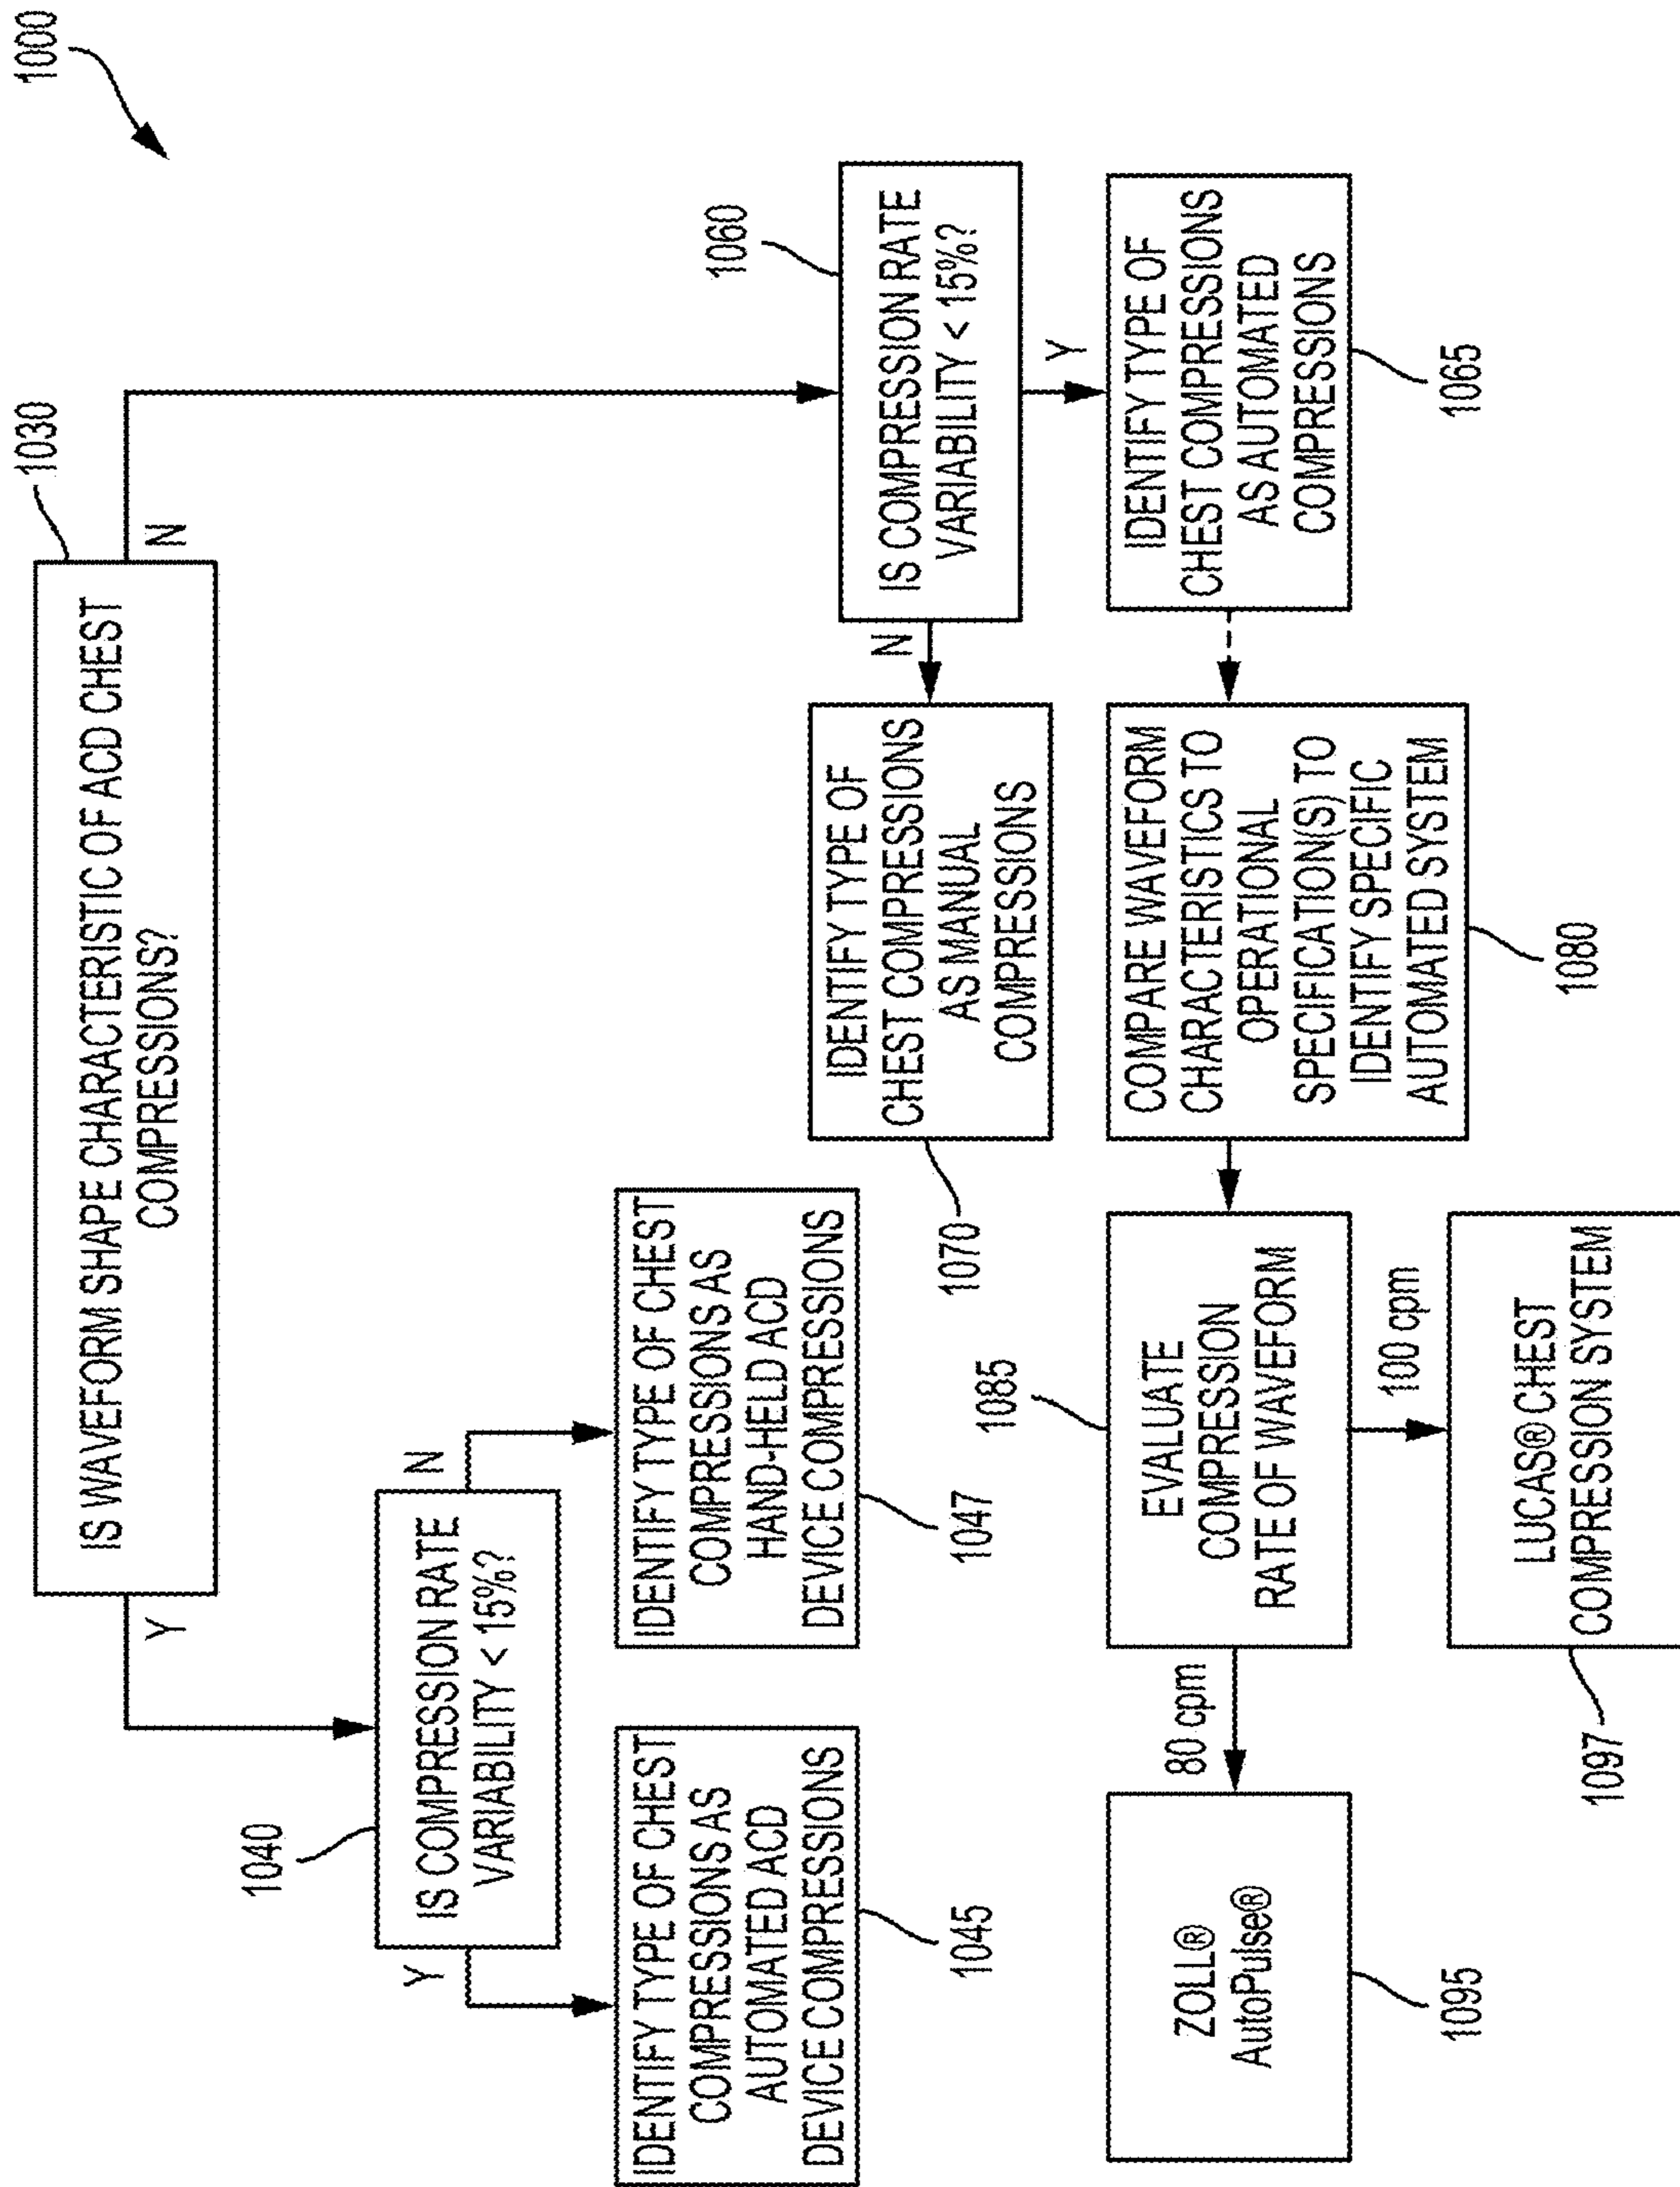 1000
1030
IS WAVEFORM SHAPE CHARACTERISTIC OF ACD CHEST
COMPRESSIONS?
Y
N
1040
IS COMPRESSION RATE
VARIABILITY < 15%?
Y
N
IDENTIFY TYPE OF CHEST
COMPRESSIONS AS
AUTOMATED ACD
DEVICE COMPRESSIONS
1045
IDENTIFY TYPE OF CHEST
COMPRESSIONS AS
HAND-HELD ACD
DEVICE COMPRESSIONS
1047
1060
IS COMPRESSION RATE
VARIABILITY < 15%?
N
Y
IDENTIFY TYPE OF
CHEST COMPRESSIONS
AS MANUAL
COMPRESSIONS
1070
IDENTIFY TYPE OF
CHEST COMPRESSIONS
AS AUTOMATED
COMPRESSIONS
1065
COMPARE WAVEFORM
CHARACTERISTICS TO
OPERATIONAL
SPECIFICATION(S) TO
IDENTIFY SPECIFIC
AUTOMATED SYSTEM
1080
1085
EVALUATE
COMPRESSION
RATE OF WAVEFORM
80 cpm
100 cpm
ZOLL®
AutoPulse®
1095
LUCAS® CHEST
COMPRESSION SYSTEM
1097